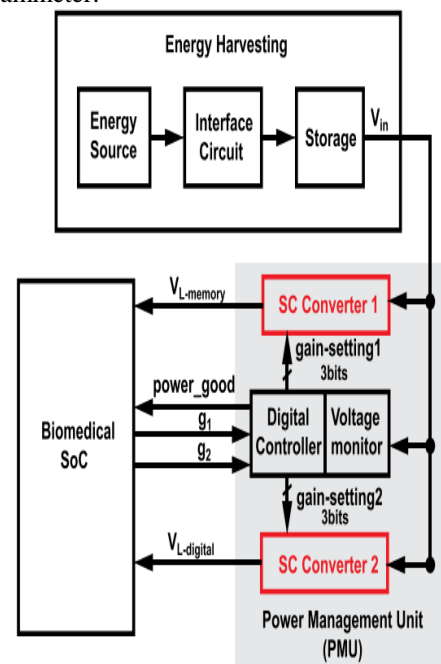 Energy Harvesting
Energy
Source
Interface
Circuit
Storage
Vin
VL-memory
SC Converter 1
gain-setting1
3bits
power_good
g1
g2
Biomedical
SoC
Digital
Controller
Voltage
monitor
gain-setting2
3bits
VL-digital
SC Converter 2
Power Management Unit
(PMU)